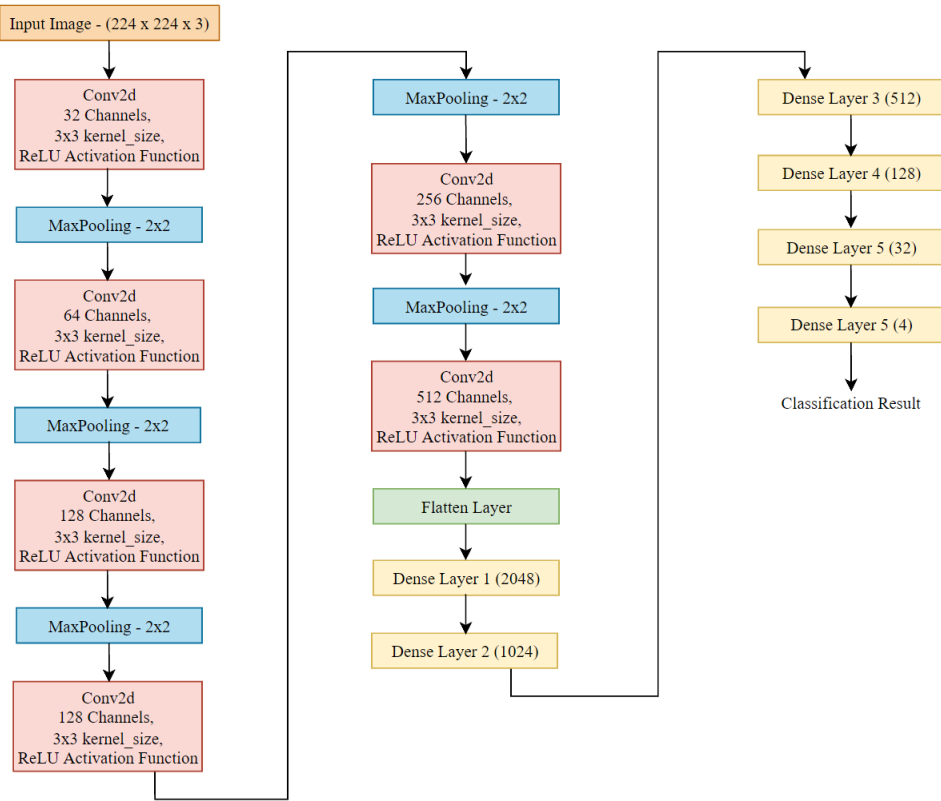 Input Image - (224 x 224 x 3)
Conv2d
32 Channels,
3x3 kernel_size,
ReLU Activation Function
MaxPooling - 2x2
Conv2d
64 Channels,
3x3 kernel_size,
ReLU Activation Function
MaxPooling - 2x2
Conv2d
128 Channels,
3x3 kernel_size,
ReLU Activation Function
MaxPooling - 2x2
Conv2d
128 Channels,
3x3 kernel_size,
ReLU Activation Function
MaxPooling - 2x2
Conv2d
256 Channels,
3x3 kernel_size,
ReLU Activation Function
MaxPooling - 2x2
Conv2d
512 Channels,
3x3 kernel_size,
ReLU Activation Function
Flatten Layer
Dense Layer 1 (2048)
Dense Layer 2 (1024)
Dense Layer 3 (512)
Dense Layer 4 (128)
Dense Layer 5 (32)
Dense Layer 5 (4)
Classification Result